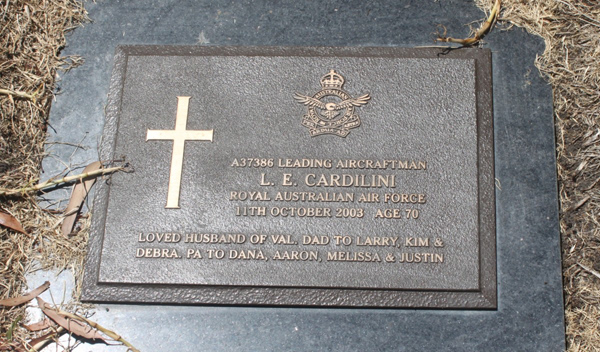 AUSTRALIAN
A37386 LEADING AIRCRAFTMAN
L. E. CARDILINI
ROYAL AUSTRALIAN AIR FORCE
11TH OCTOBER 2003 AGE 70
LOVED HUSBAND OF VAL, DAD TO LARRY, KIM &
DEBRA. PA TO DANA, AARON, MELISSA & JUSTIN